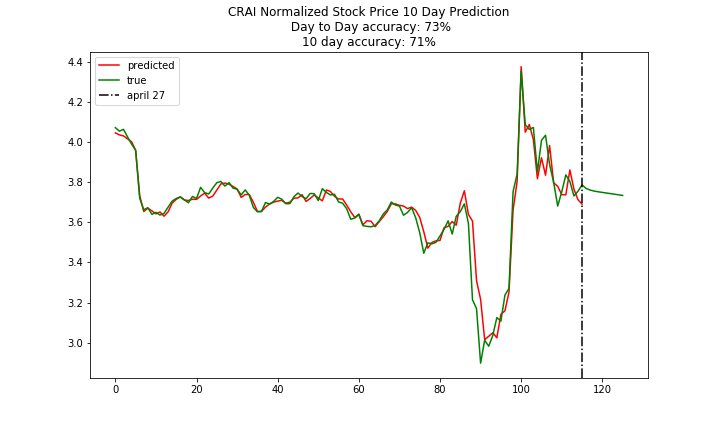 CRAI Normalized Stock Price 10 Day Prediction
Day to Day accuracy: 73%
10 day accuracy: 71%
predicted
true
april 27
4.4
4.2
4.0
3.8
3.6
3.4
3.2
3.0
0
20
40
60
80
100
120